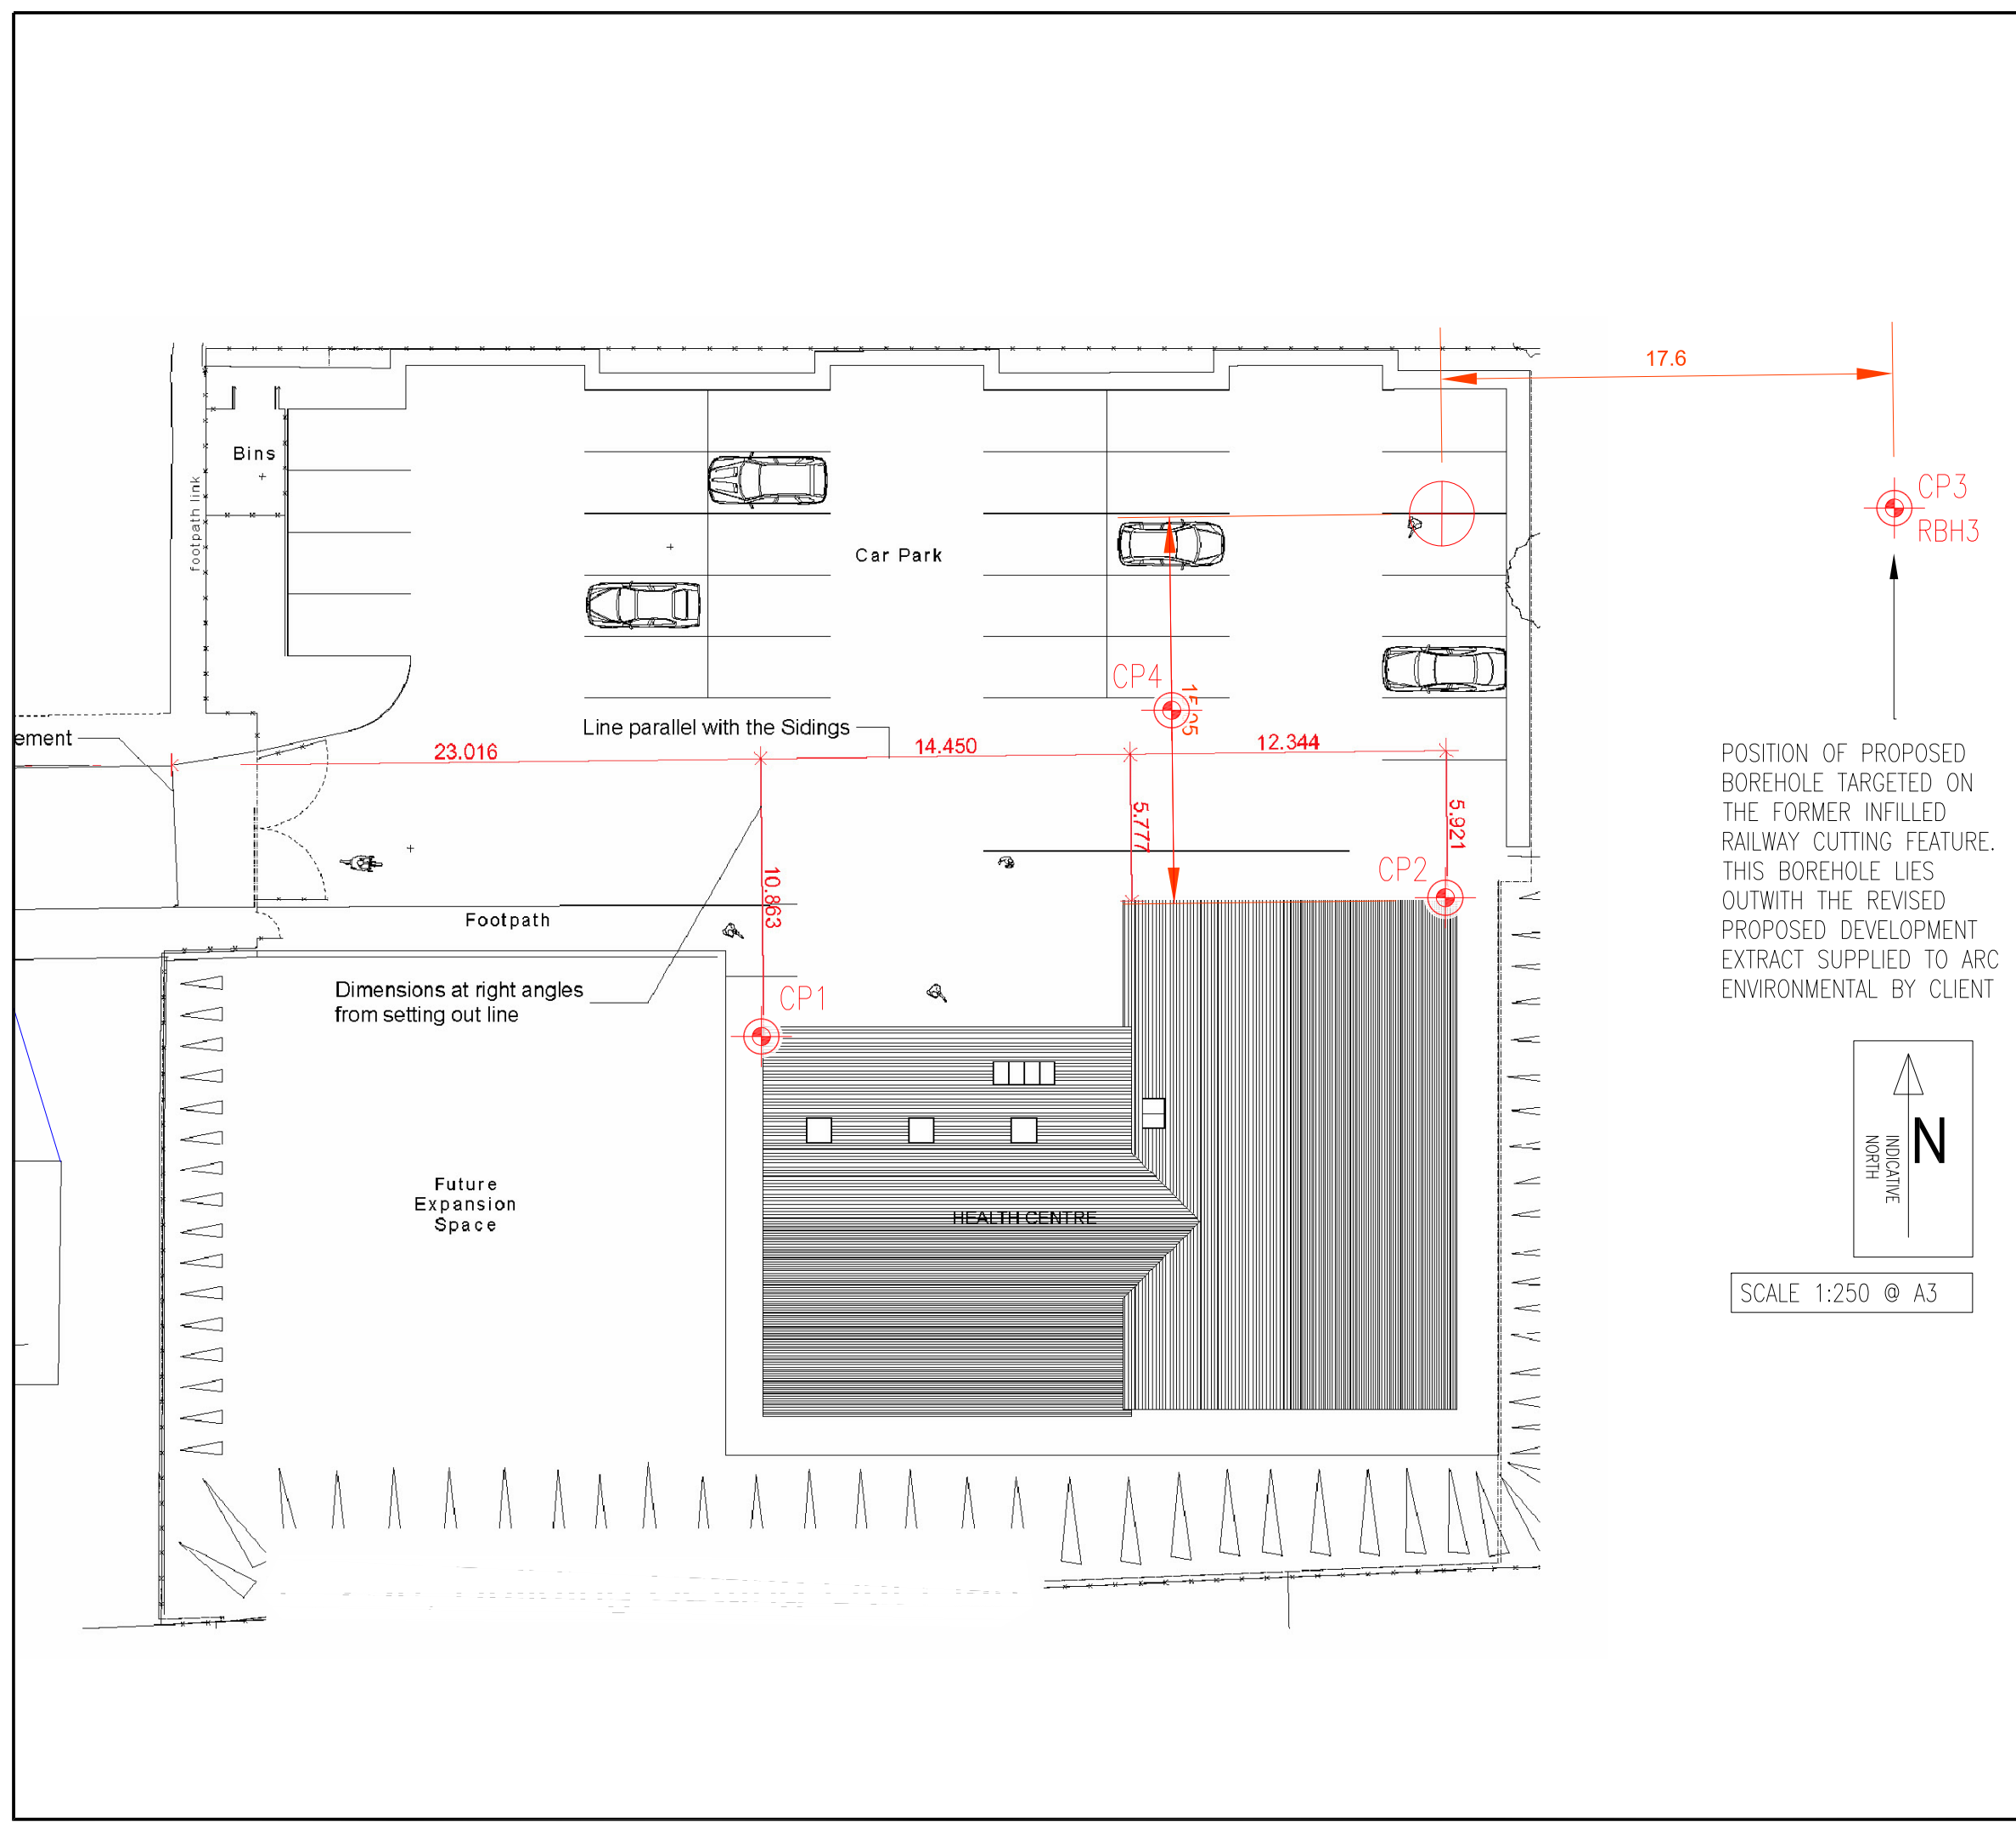 17.6
Bins
footpath link
CP3
RBH3
Car Park
CP4
Line parallel with the Sidings
ement
23.016
14.450
12.344
5.777
5.921
10.863
CP2
Footpath
POSITION OF PROPOSED
BOREHOLE TARGETED ON
THE FORMER INFILLED
RAILWAY CUTTING FEATURE.
THIS BOREHOLE LIES
OUTWITH THE REVISED
PROPOSED DEVELOPMENT
EXTRACT SUPPLIED TO ARC
ENVIRONMENTAL BY CLIENT
Dimensions at right angles
from setting out line
CP1
N
INDICATIVE
NORTH
Future
Expansion
Space
HEALTH CENTRE
SCALE 1:250 @ A3